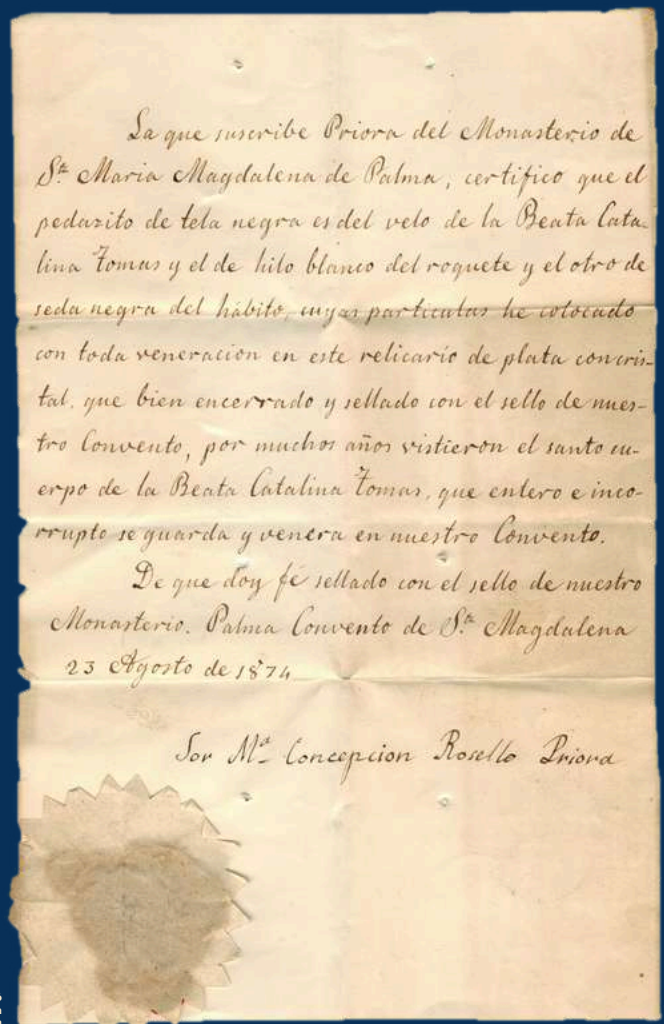 La que suscribe Priora del Monasterio de
Sta. Maria Magdalena de Palma, certifico que el
pedazito de tela negra es del velo de la Beata Cata-
lina Tomas y el de hilo blanco del roquete y el otro de
seda negra del hábito, cuyas particulas he colocado
con toda veneracion en este relicario de plata con cris-
tal, que bien encerrado y sellado con el sello de nues-
tro Convento, por muchos años vistieron el santo cu-
erpo de la Beata Catalina Tomas, que entero e inco-
rrupto se guarda y venera en nuestro Convento.
De que doy fé sellado con el sello de nuestro
Monasterio. Palma Convento de Sta. Magdalena
23 Agosto de 1874
Sor Ma. Concepcion Rosello Priora